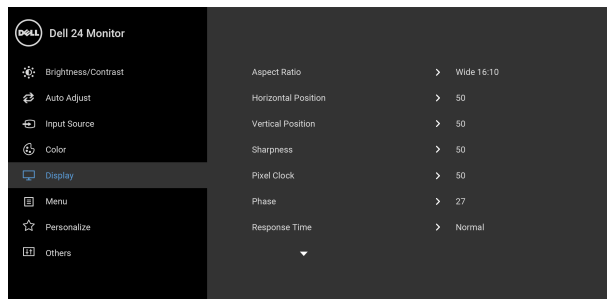 DELL Dell 24 Monitor
Brightness/Contrast
Auto Adjust
Input Source
Color
Display
Menu
Personalize
Others
Aspect Ratio Wide 16:10
Horizontal Position 50
Vertical Position 50
Sharpness 50
Pixel Clock 50
Phase 27
Response Time Normal